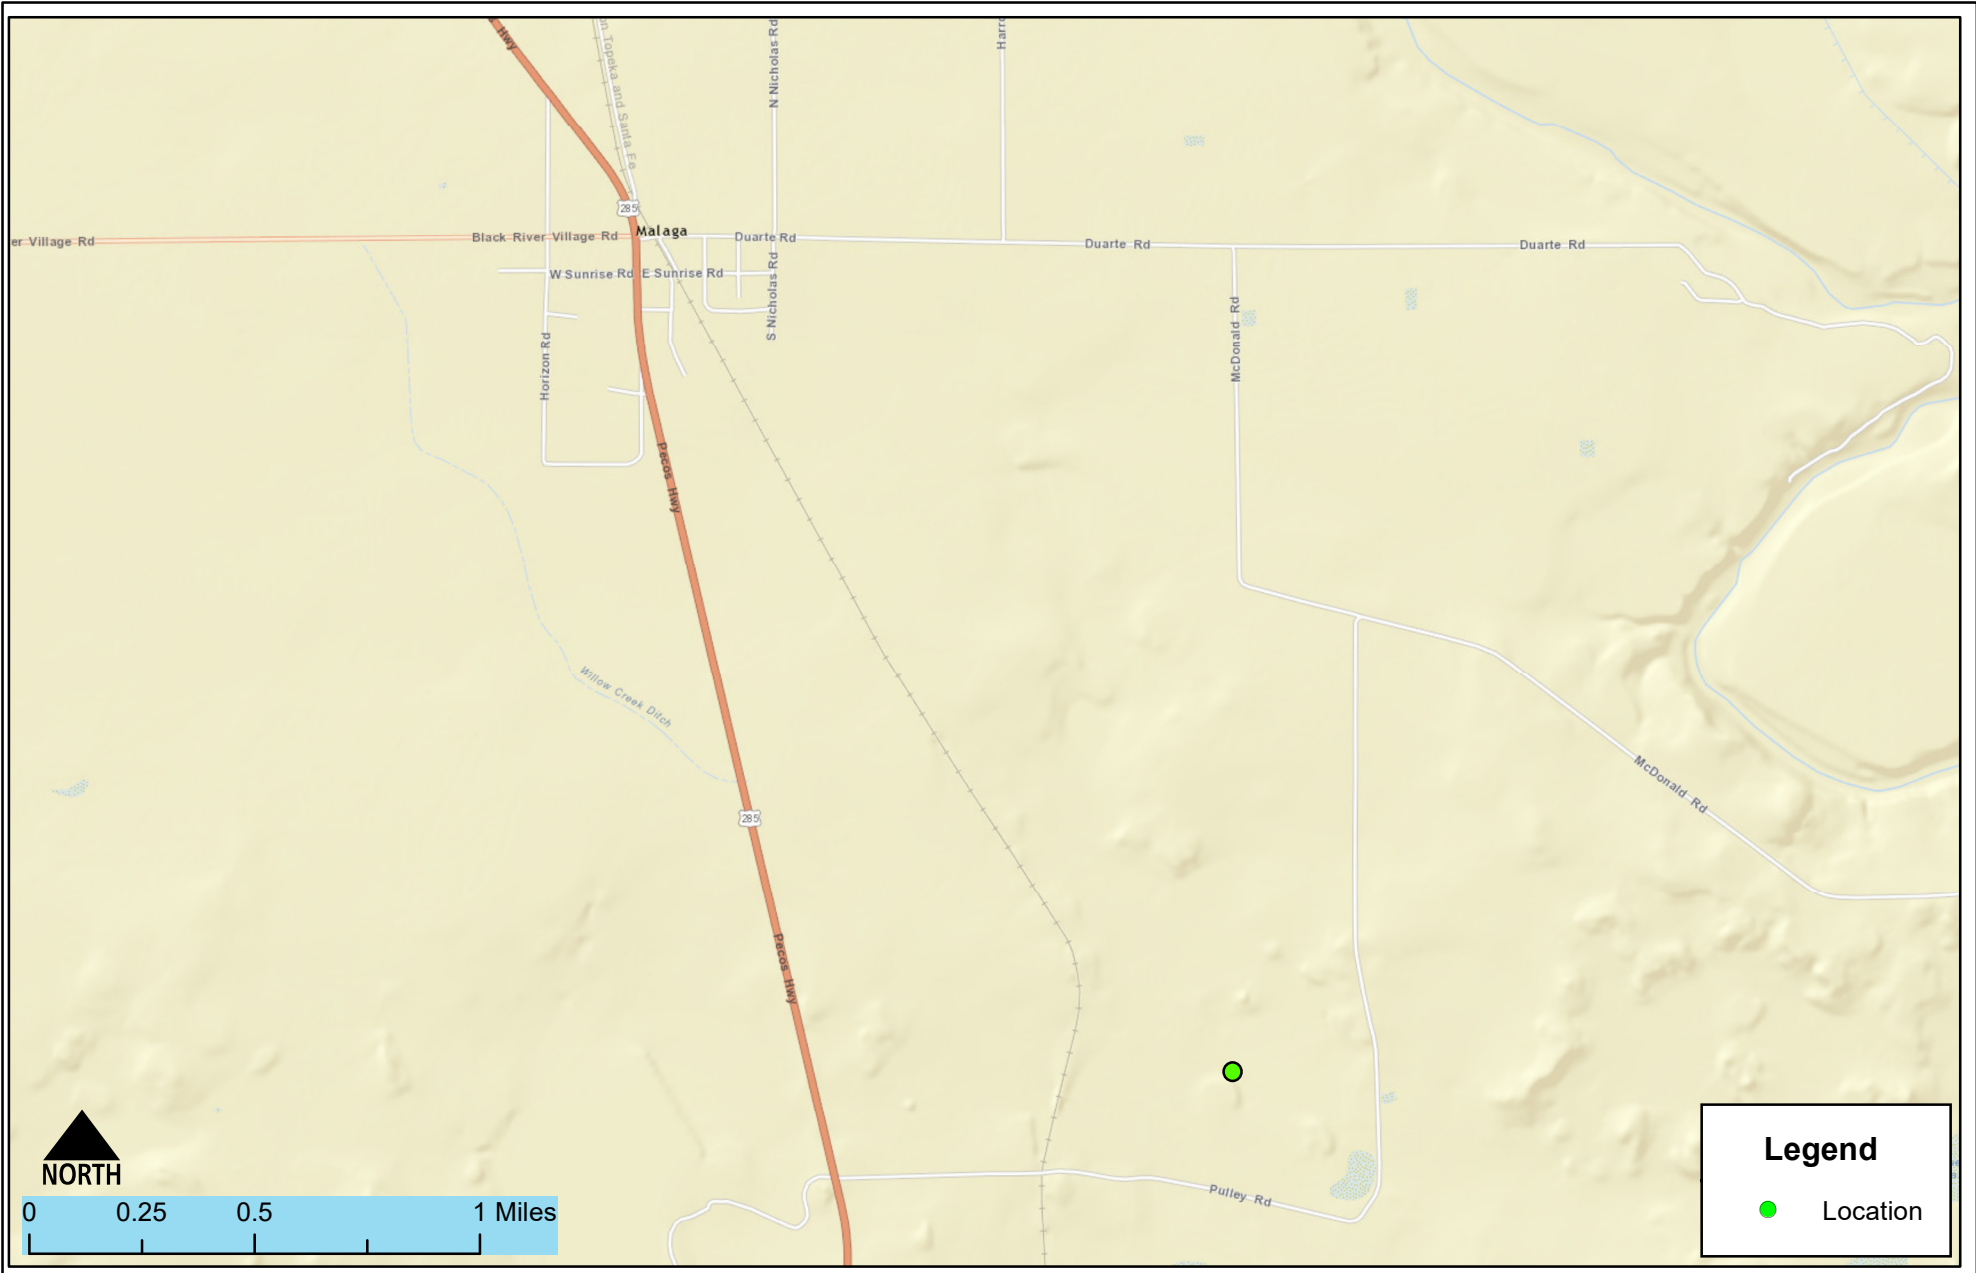 Hwy
n Topeka and Santa Fe
N Nicholas Rd
Harro
285
Malaga
er Village Rd
Black River Village Rd
Duarte Rd
Duarte Rd
Duarte Rd
W Sunrise Rd
E Sunrise Rd
S Nicholas Rd
McDonald Rd
Horizon Rd
Pecos Hwy
Willow Creek Ditch
McDonald Rd
285
Pecos Hwy
Pulley Rd
NORTH
0 0.25 0.5 1 Miles
Legend
Location